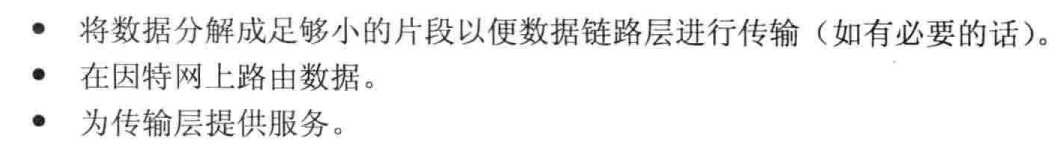 • 将数据分解成足够小的片段以便数据链路层进行传输（如有必要的话）。
• 在因特网上路由数据。
• 为传输层提供服务。